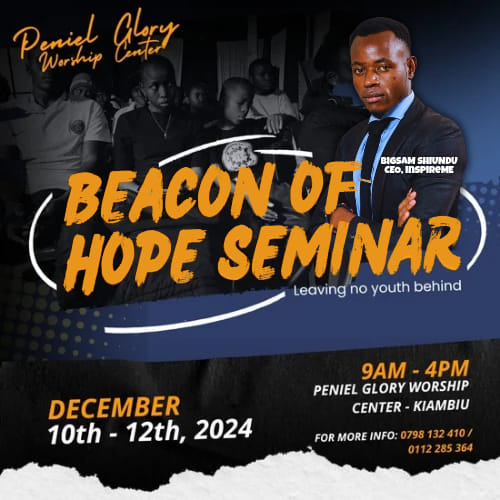 Peniel Glory
Worship Center
BIGSAM SHIUNDU
CEO, INSPIREME
BEACON OF
HOPE SEMINAR
Leaving no youth behind
DECEMBER
10th - 12th, 2024
9AM - 4PM
PENIEL GLORY WORSHIP
CENTER - KIAMBIU
FOR MORE INFO: 0798 132 410 /
0112 285 364